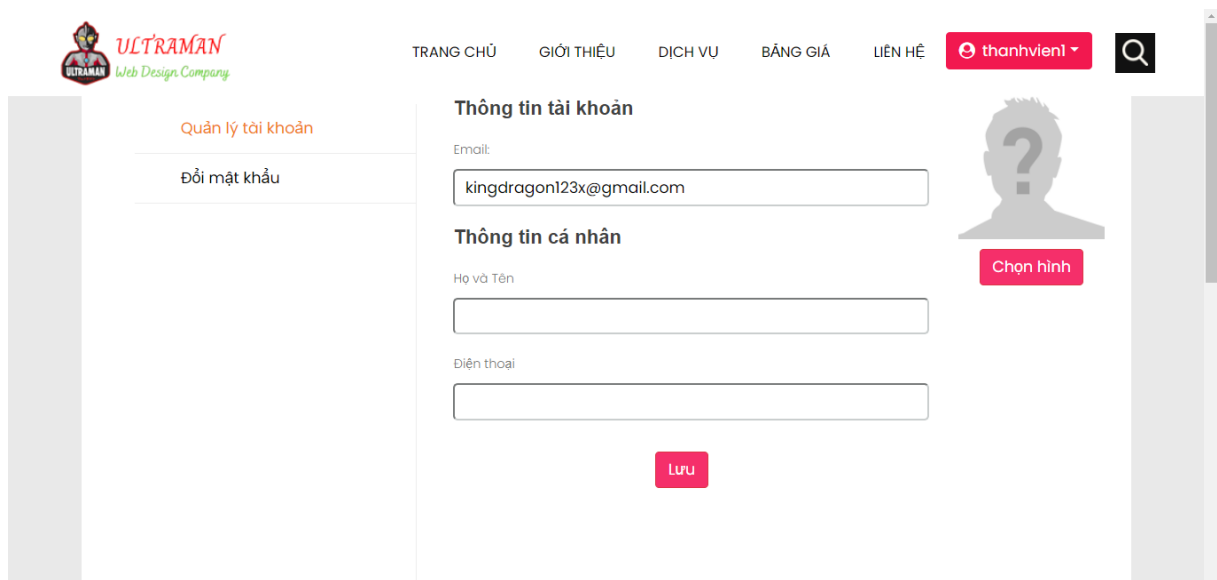 ULTRAMAN
Web Design Company
ULTRAMAN
TRANG CHỦ GIỚI THIỆU DỊCH VỤ BẢNG GIÁ LIÊN HỆ thanhvien1
Quản lý tài khoản
Đổi mật khẩu
Thông tin tài khoản
Email:
kingdragon123x@gmail.com
Thông tin cá nhân
Họ và Tên
Điện thoại
Lưu
?
Chọn hình